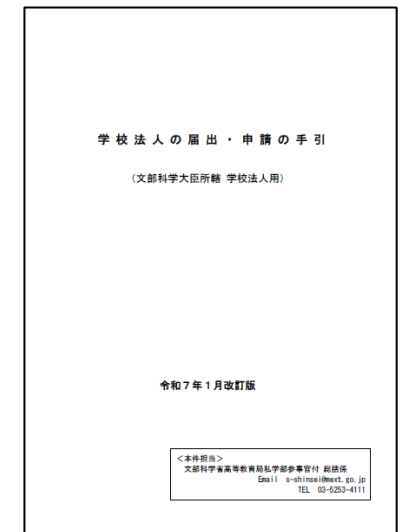 学校法人の届出・申請の手引
（文部科学大臣所轄 学校法人用）
令和７年１月改訂版
＜本件担当＞
文部科学省高等教育局私学部参事官付 総括係
Email s-shinsei@mext.go.jp
TEL 03-5253-4111